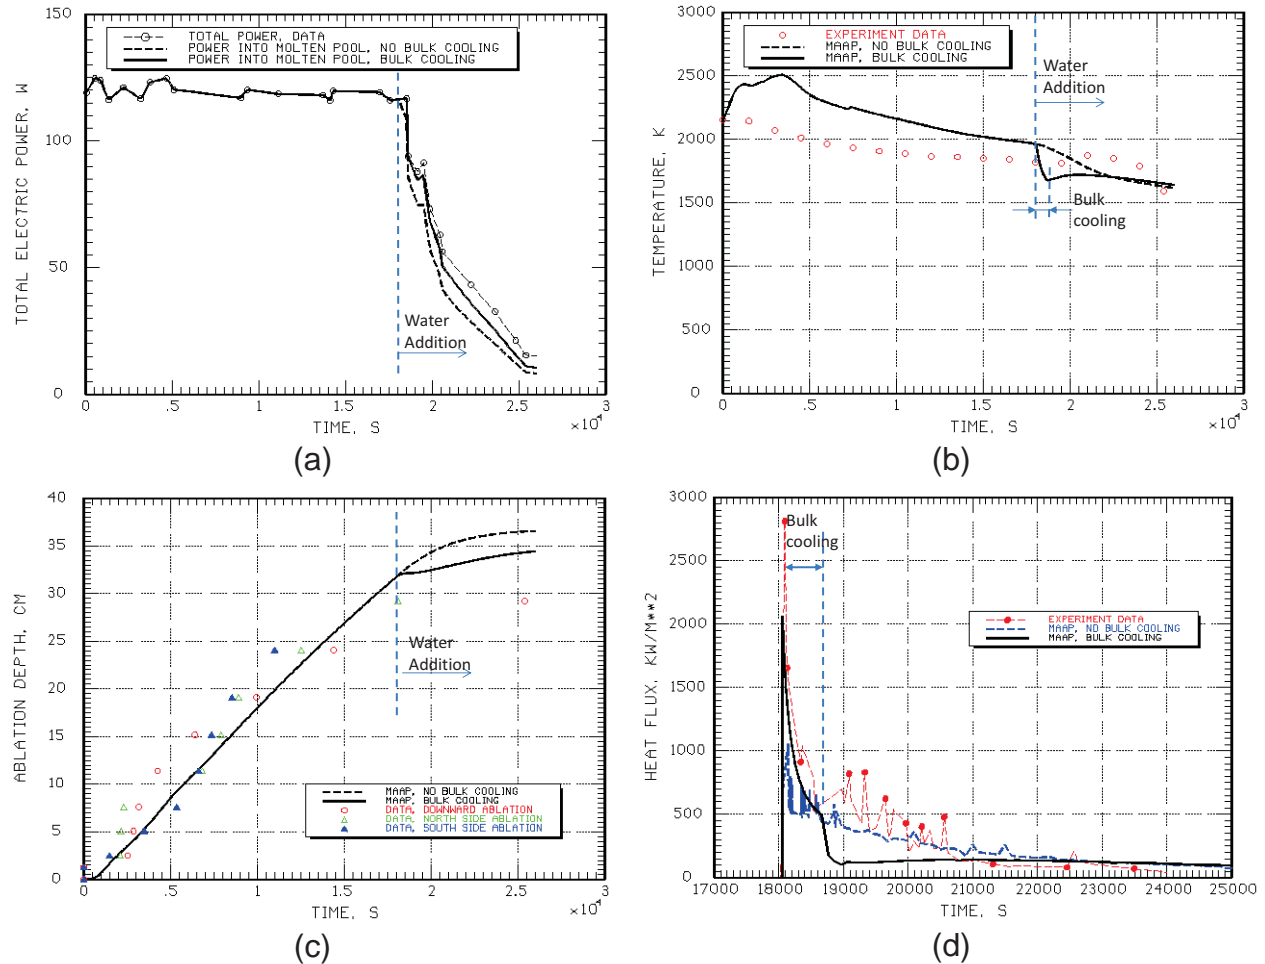 150
100
50
0
TOTAL ELECTRIC POWER, W
TOTAL POWER, DATA
POWER INTO MOLTEN POOL, NO BULK COOLING
POWER INTO MOLTEN POOL, BULK COOLING
Water
Addition
0 .5 1 1.5 2 2.5 3
TIME, S ×10⁴
(a)
3000
2500
2000
1500
1000
500
0
TEMPERATURE, K
EXPERIMENT DATA
MAAP, NO BULK COOLING
MAAP, BULK COOLING
Water
Addition
Bulk
cooling
0 .5 1 1.5 2 2.5 3
TIME, S ×10⁴
(b)
40
35
30
25
20
15
10
5
0
ABLATION DEPTH, CM
Water
Addition
MAAP, NO BULK COOLING
MAAP, BULK COOLING
DATA, DOWNWARD ABLATION
DATA, NORTH SIDE ABLATION
DATA, SOUTH SIDE ABLATION
0 .5 1 1.5 2 2.5 3
TIME, S ×10⁴
(c)
3000
2500
2000
1500
1000
500
0
HEAT FLUX, KW/M**2
Bulk
cooling
EXPERIMENT DATA
MAAP, NO BULK COOLING
MAAP, BULK COOLING
17000 18000 19000 20000 21000 22000 23000 24000 25000
TIME, S
(d)